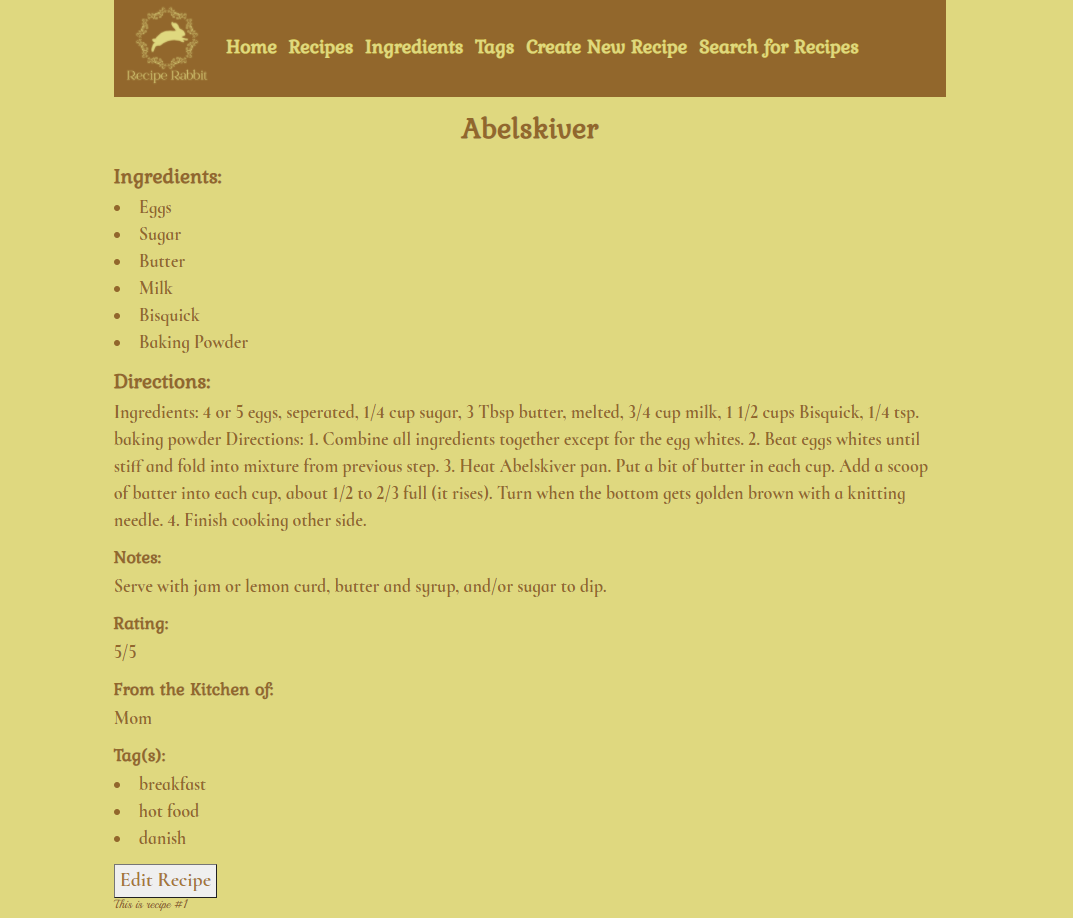 Recipe Rabbit
Home Recipes Ingredients Tags Create New Recipe Search for Recipes
Abelskiver
Ingredients:
Eggs
Sugar
Butter
Milk
Bisquick
Baking Powder
Directions:
Ingredients: 4 or 5 eggs, seperated, 1/4 cup sugar, 3 Tbsp butter, melted, 3/4 cup milk, 1 1/2 cups Bisquick, 1/4 tsp.
baking powder Directions: 1. Combine all ingredients together except for the egg whites. 2. Beat eggs whites until
stiff and fold into mixture from previous step. 3. Heat Abelskiver pan. Put a bit of butter in each cup. Add a scoop
of batter into each cup, about 1/2 to 2/3 full (it rises). Turn when the bottom gets golden brown with a knitting
needle. 4. Finish cooking other side.
Notes:
Serve with jam or lemon curd, butter and syrup, and/or sugar to dip.
Rating:
5/5
From the Kitchen of:
Mom
Tag(s):
breakfast
hot food
danish
Edit Recipe
This is recipe #1